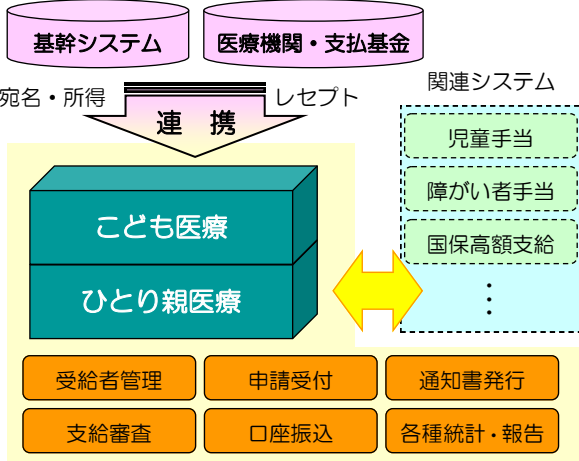 基幹システム
医療機関・支払基金
宛名・所得
レセプト
連 携
関連システム
児童手当
障がい者手当
国保高額支給
⋮
こども医療
ひとり親医療
受給者管理
申請受付
通知書発行
支給審査
口座振込
各種統計・報告